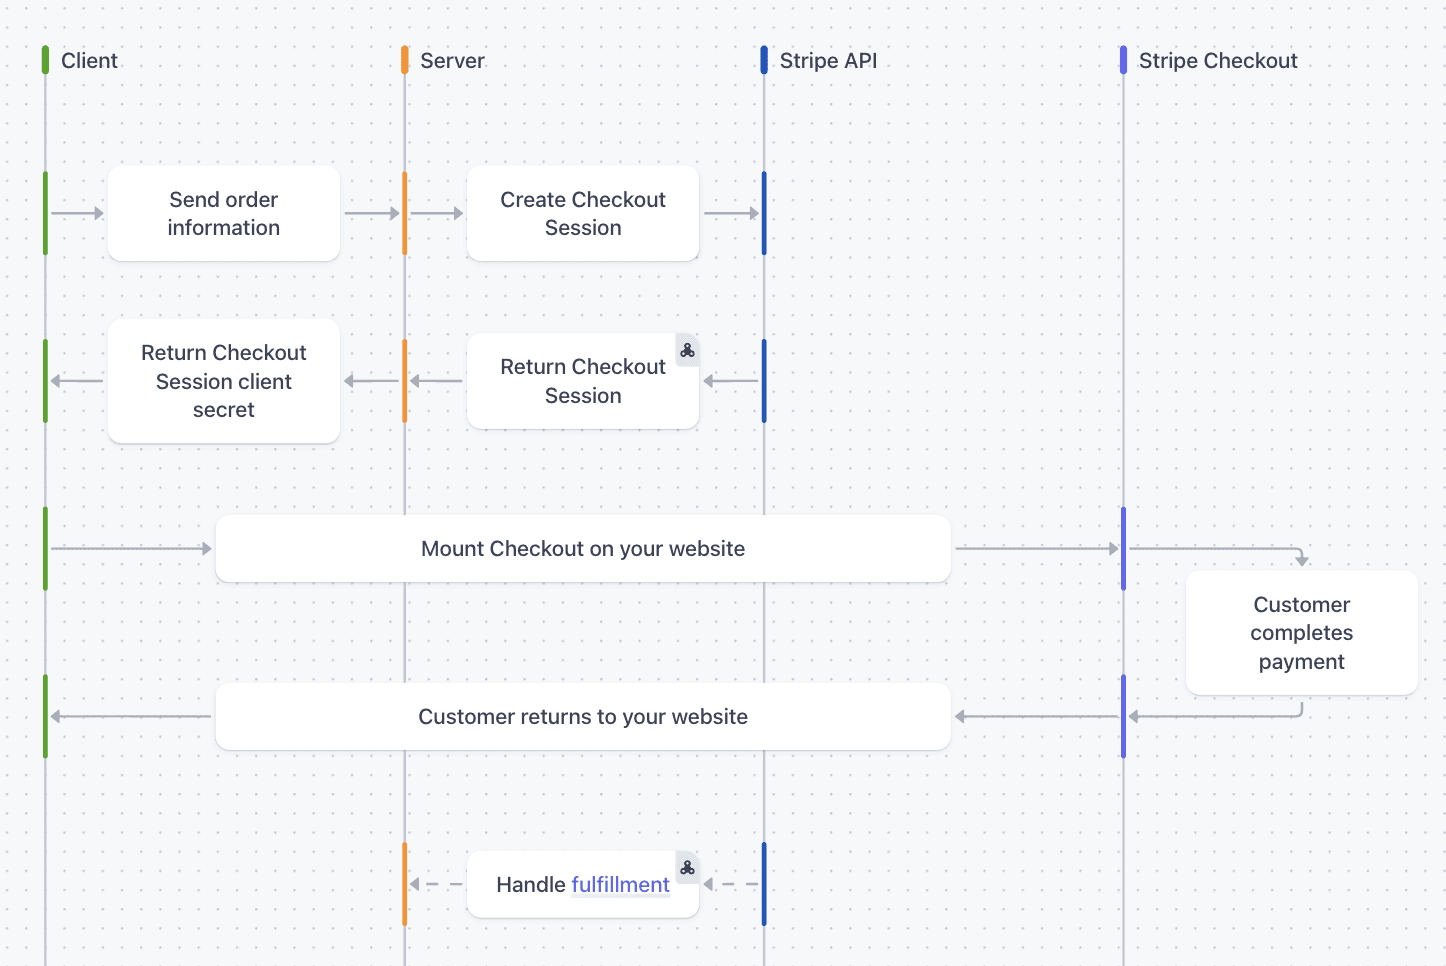 Client
Server
Stripe API
Stripe Checkout
Send order
information
Create Checkout
Session
Return Checkout
Session client
secret
Return Checkout
Session
Mount Checkout on your website
Customer
completes
payment
Customer returns to your website
Handle fulfillment